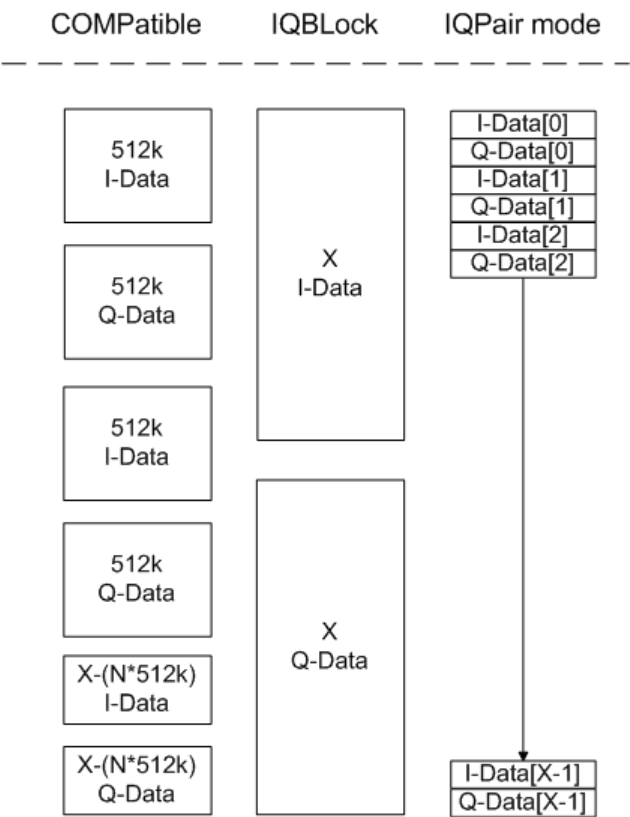 COMPatible IQBLock IQPair mode
512k
I-Data
512k
Q-Data
512k
I-Data
512k
Q-Data
X-(N*512k)
I-Data
X-(N*512k)
Q-Data
X
I-Data
X
Q-Data
I-Data[0]
Q-Data[0]
I-Data[1]
Q-Data[1]
I-Data[2]
Q-Data[2]
I-Data[X-1]
Q-Data[X-1]